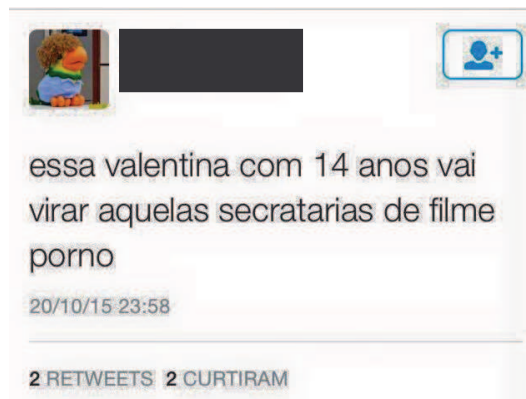 essa valentina com 14 anos vai
virar aquelas secratarias de filme
porno
20/10/15 23:58
2 RETWEETS 2 CURTIRAM